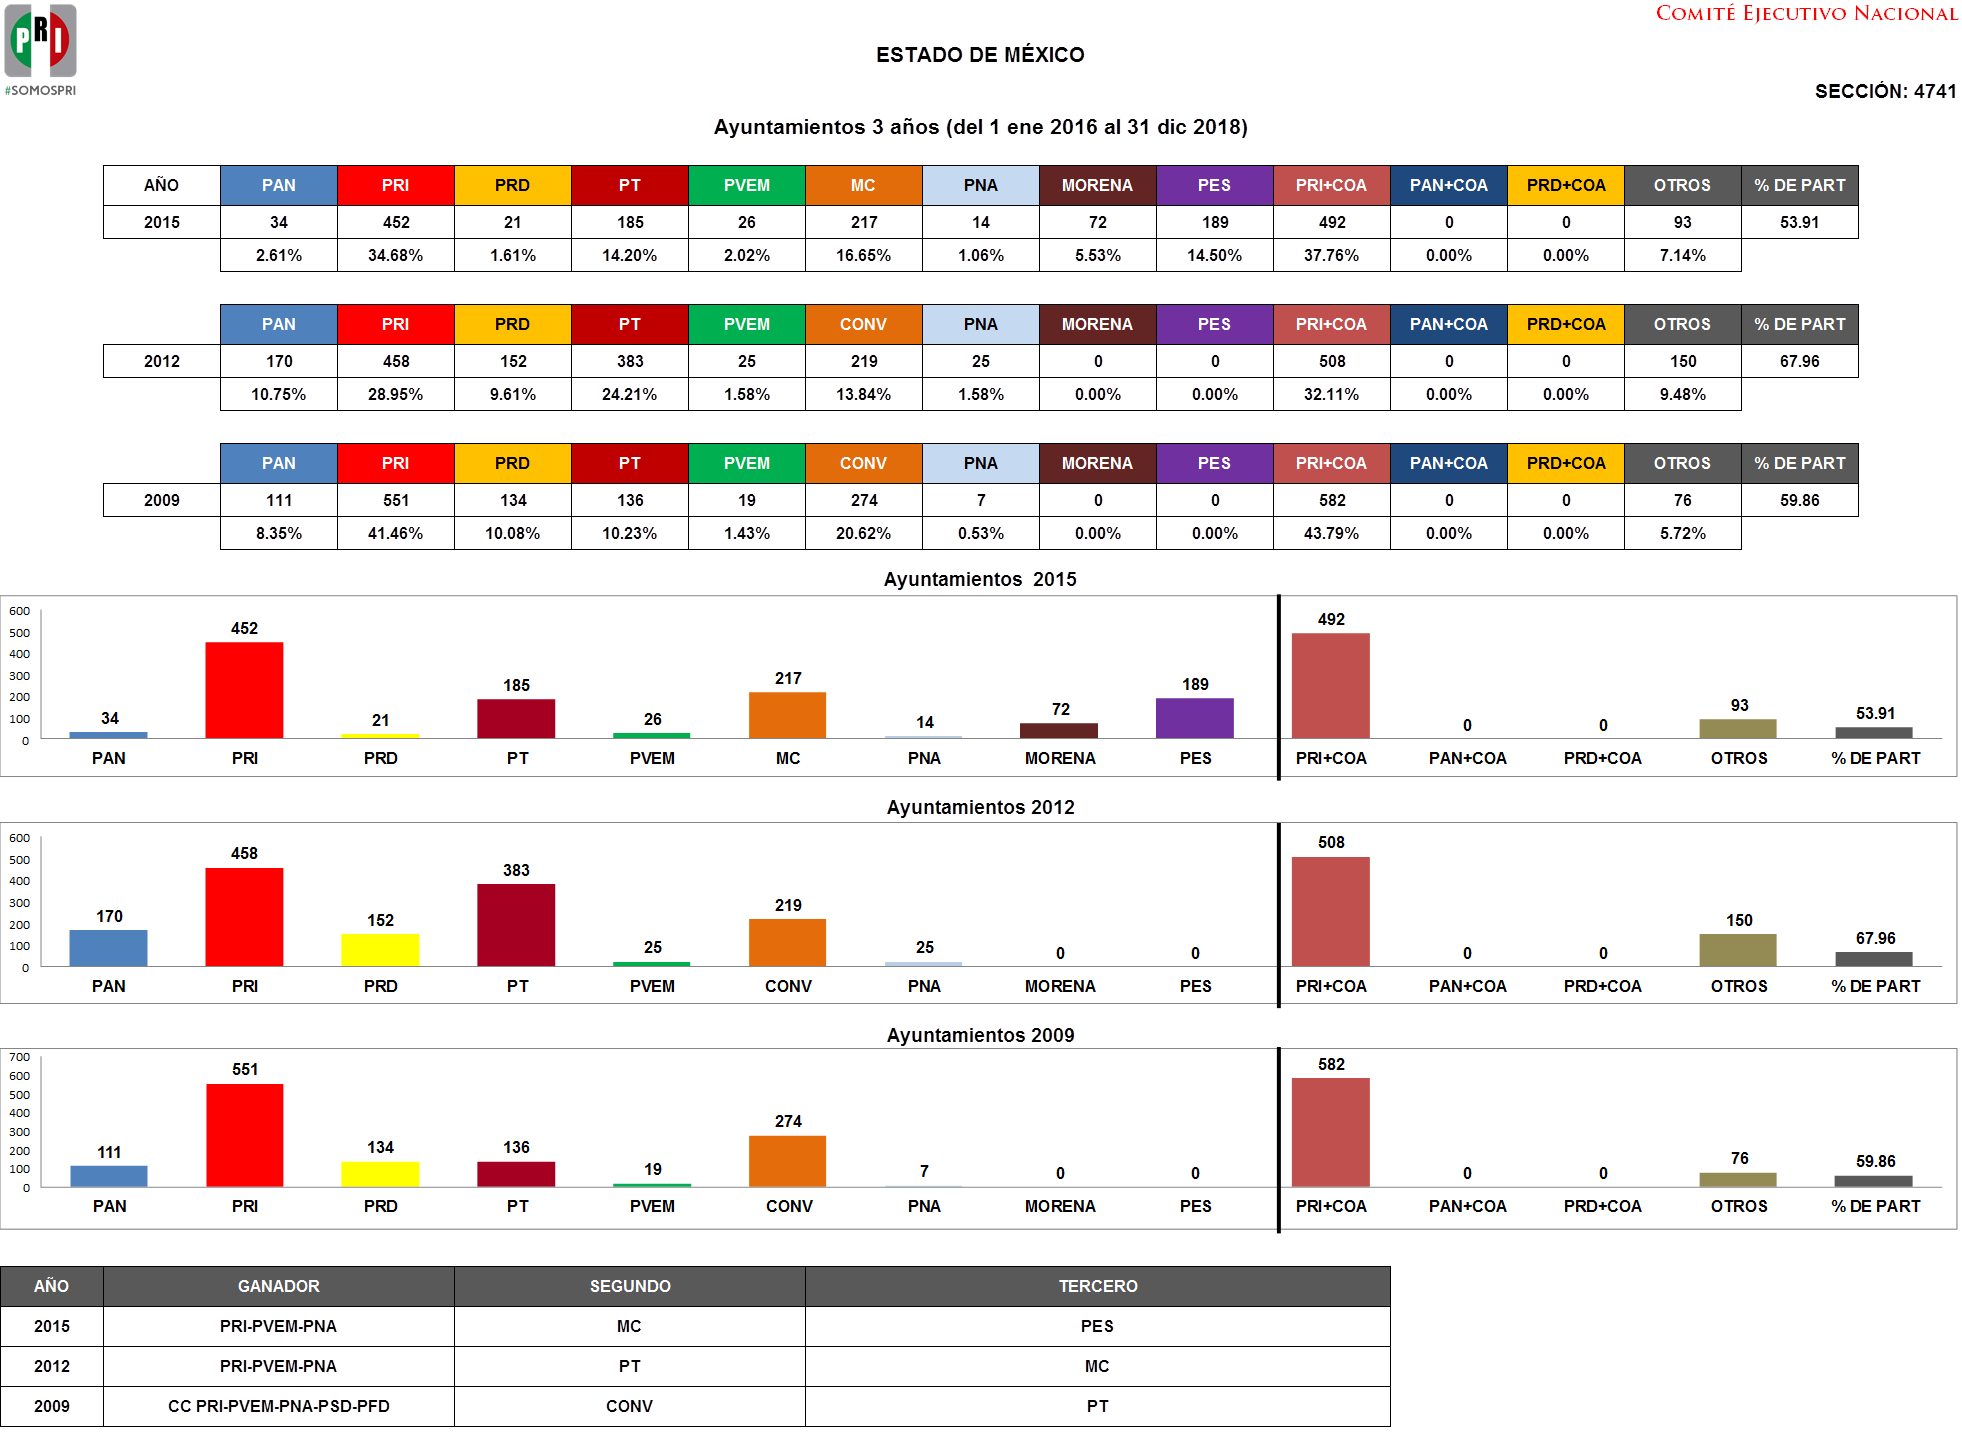 COMITÉ EJECUTIVO NACIONAL
PRI
#SOMOSPRI
ESTADO DE MÉXICO
SECCIÓN: 4741
Ayuntamientos 3 años (del 1 ene 2016 al 31 dic 2018)
AÑO PAN PRI PRD PT PVEM MC PNA MORENA PES PRI+COA PAN+COA PRD+COA OTROS % DE PART
2015 34 452 21 185 26 217 14 72 189 492 0 0 93 53.91
2.61% 34.68% 1.61% 14.20% 2.02% 16.65% 1.06% 5.53% 14.50% 37.76% 0.00% 0.00% 7.14%
PAN PRI PRD PT PVEM CONV PNA MORENA PES PRI+COA PAN+COA PRD+COA OTROS % DE PART
2012 170 458 152 383 25 219 25 0 0 508 0 0 150 67.96
10.75% 28.95% 9.61% 24.21% 1.58% 13.84% 1.58% 0.00% 0.00% 32.11% 0.00% 0.00% 9.48%
PAN PRI PRD PT PVEM CONV PNA MORENA PES PRI+COA PAN+COA PRD+COA OTROS % DE PART
2009 111 551 134 136 19 274 7 0 0 582 0 0 76 59.86
8.35% 41.46% 10.08% 10.23% 1.43% 20.62% 0.53% 0.00% 0.00% 43.79% 0.00% 0.00% 5.72%
Ayuntamientos 2015
600
500
400
300
200
100
0
34 452 21 185 26 217 14 72 189 492 0 0 93 53.91
PAN PRI PRD PT PVEM MC PNA MORENA PES PRI+COA PAN+COA PRD+COA OTROS % DE PART
Ayuntamientos 2012
600
500
400
300
200
100
0
170 458 152 383 25 219 25 0 0 508 0 0 150 67.96
PAN PRI PRD PT PVEM CONV PNA MORENA PES PRI+COA PAN+COA PRD+COA OTROS % DE PART
Ayuntamientos 2009
700
600
500
400
300
200
100
0
111 551 134 136 19 274 7 0 0 582 0 0 76 59.86
PAN PRI PRD PT PVEM CONV PNA MORENA PES PRI+COA PAN+COA PRD+COA OTROS % DE PART
AÑO GANADOR SEGUNDO TERCERO
2015 PRI-PVEM-PNA MC PES
2012 PRI-PVEM-PNA PT MC
2009 CC PRI-PVEM-PNA-PSD-PFD CONV PT